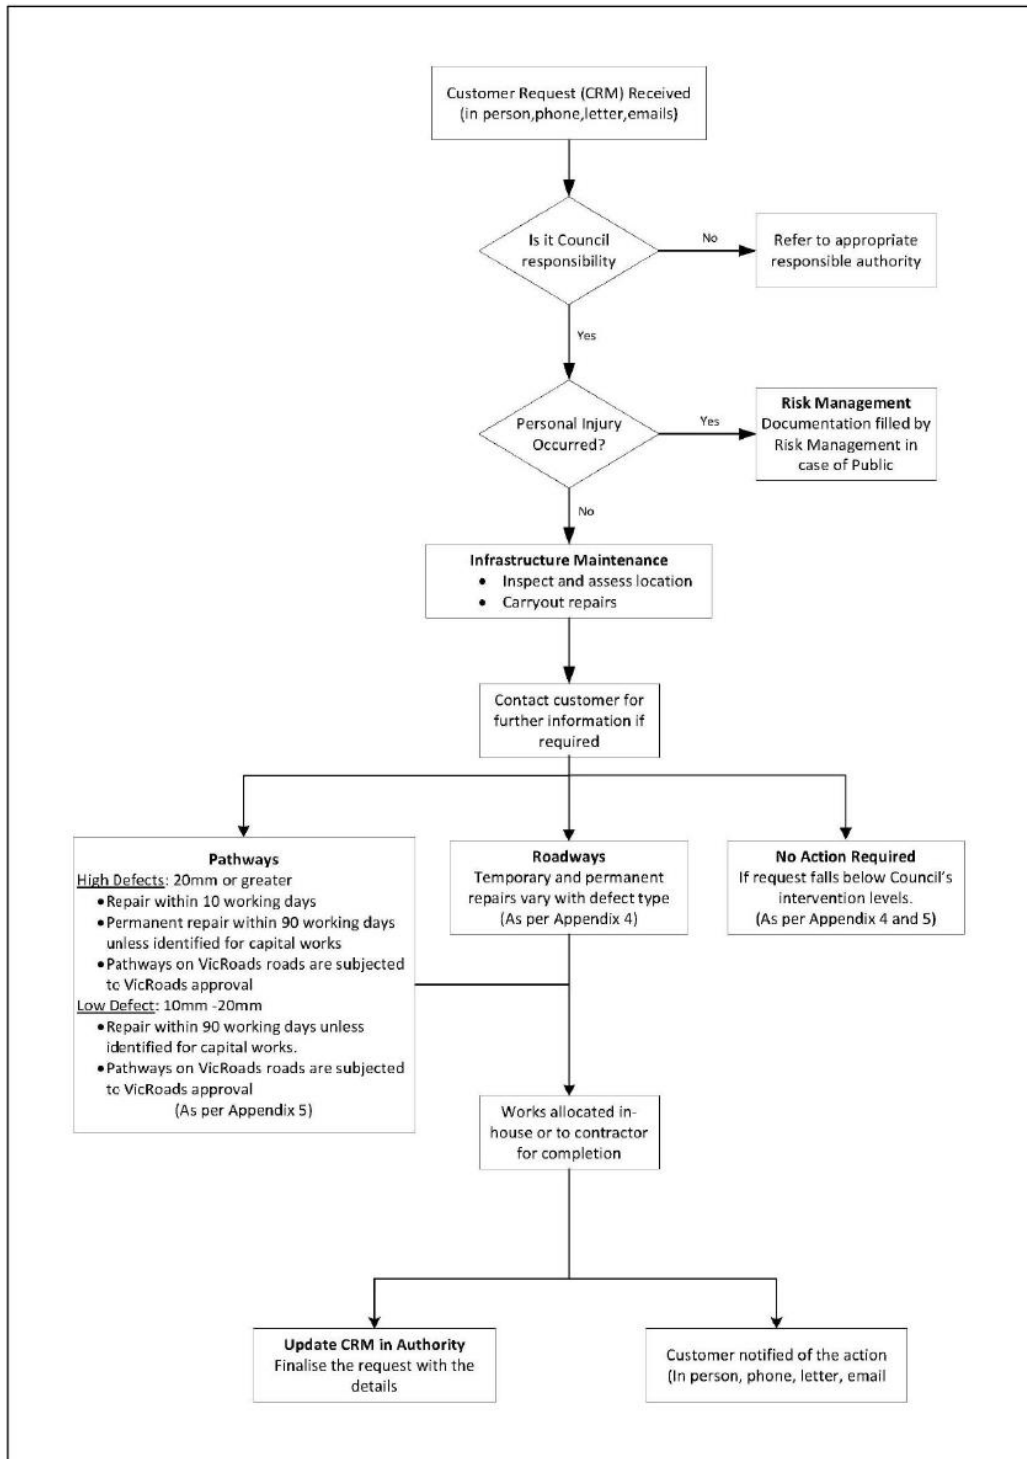 Customer Request (CRM) Received
(in person,phone,letter,emails)
Is it Council
responsibility
No
Refer to appropriate
responsible authority
Yes
Personal Injury
Occurred?
Yes
Risk Management
Documentation filled by
Risk Management in
case of Public
No
Infrastructure Maintenance
• Inspect and assess location
• Carryout repairs
Contact customer for
further information if
required
Pathways
High Defects: 20mm or greater
• Repair within 10 working days
• Permanent repair within 90 working days
unless identified for capital works
• Pathways on VicRoads roads are subjected
to VicRoads approval
Low Defect: 10mm -20mm
• Repair within 90 working days unless
identified for capital works.
• Pathways on VicRoads roads are subjected
to VicRoads approval
(As per Appendix 5)
Roadways
Temporary and permanent
repairs vary with defect type
(As per Appendix 4)
No Action Required
If request falls below Council's
intervention levels.
(As per Appendix 4 and 5)
Works allocated in-
house or to contractor
for completion
Update CRM in Authority
Finalise the request with the
details
Customer notified of the action
(In person, phone, letter, email